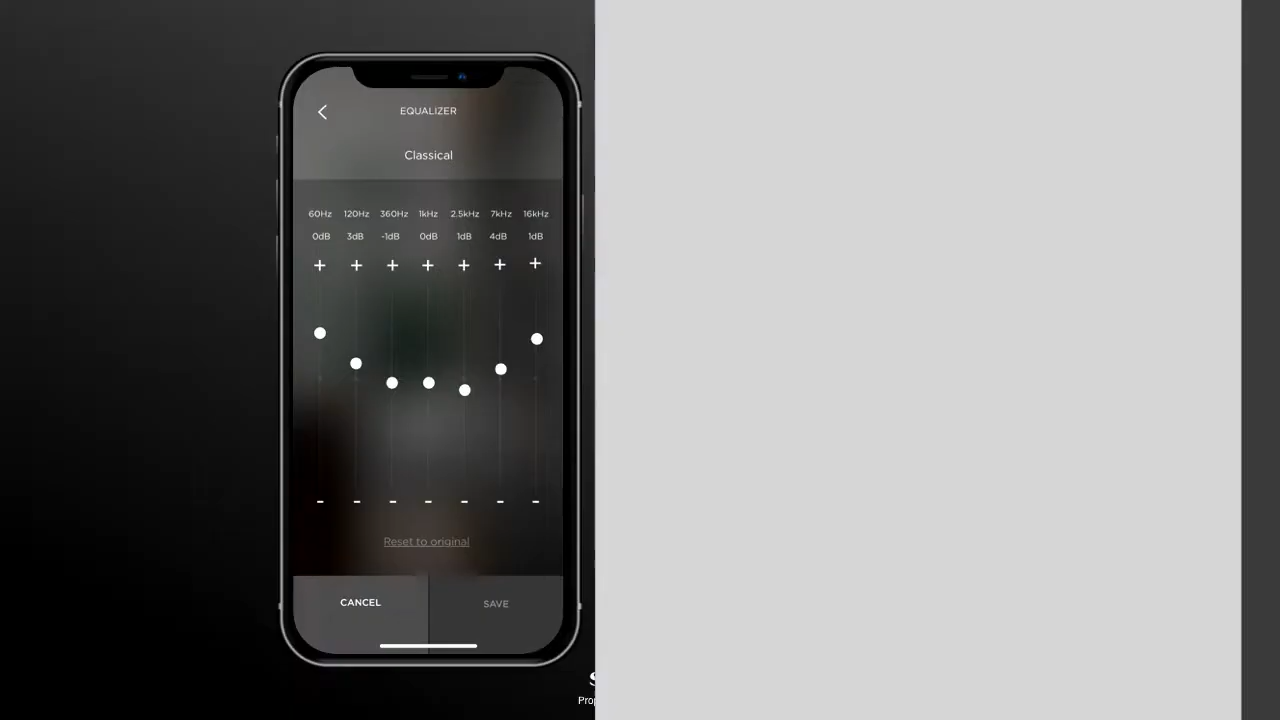 EQUALIZER
Classical
60Hz 120Hz 360Hz 1kHz 2.5kHz 7kHz 16kHz
0dB 3dB -1dB 0dB 1dB 4dB 1dB
+ + + + + + +
- - - - - - -
Reset to original
CANCEL SAVE